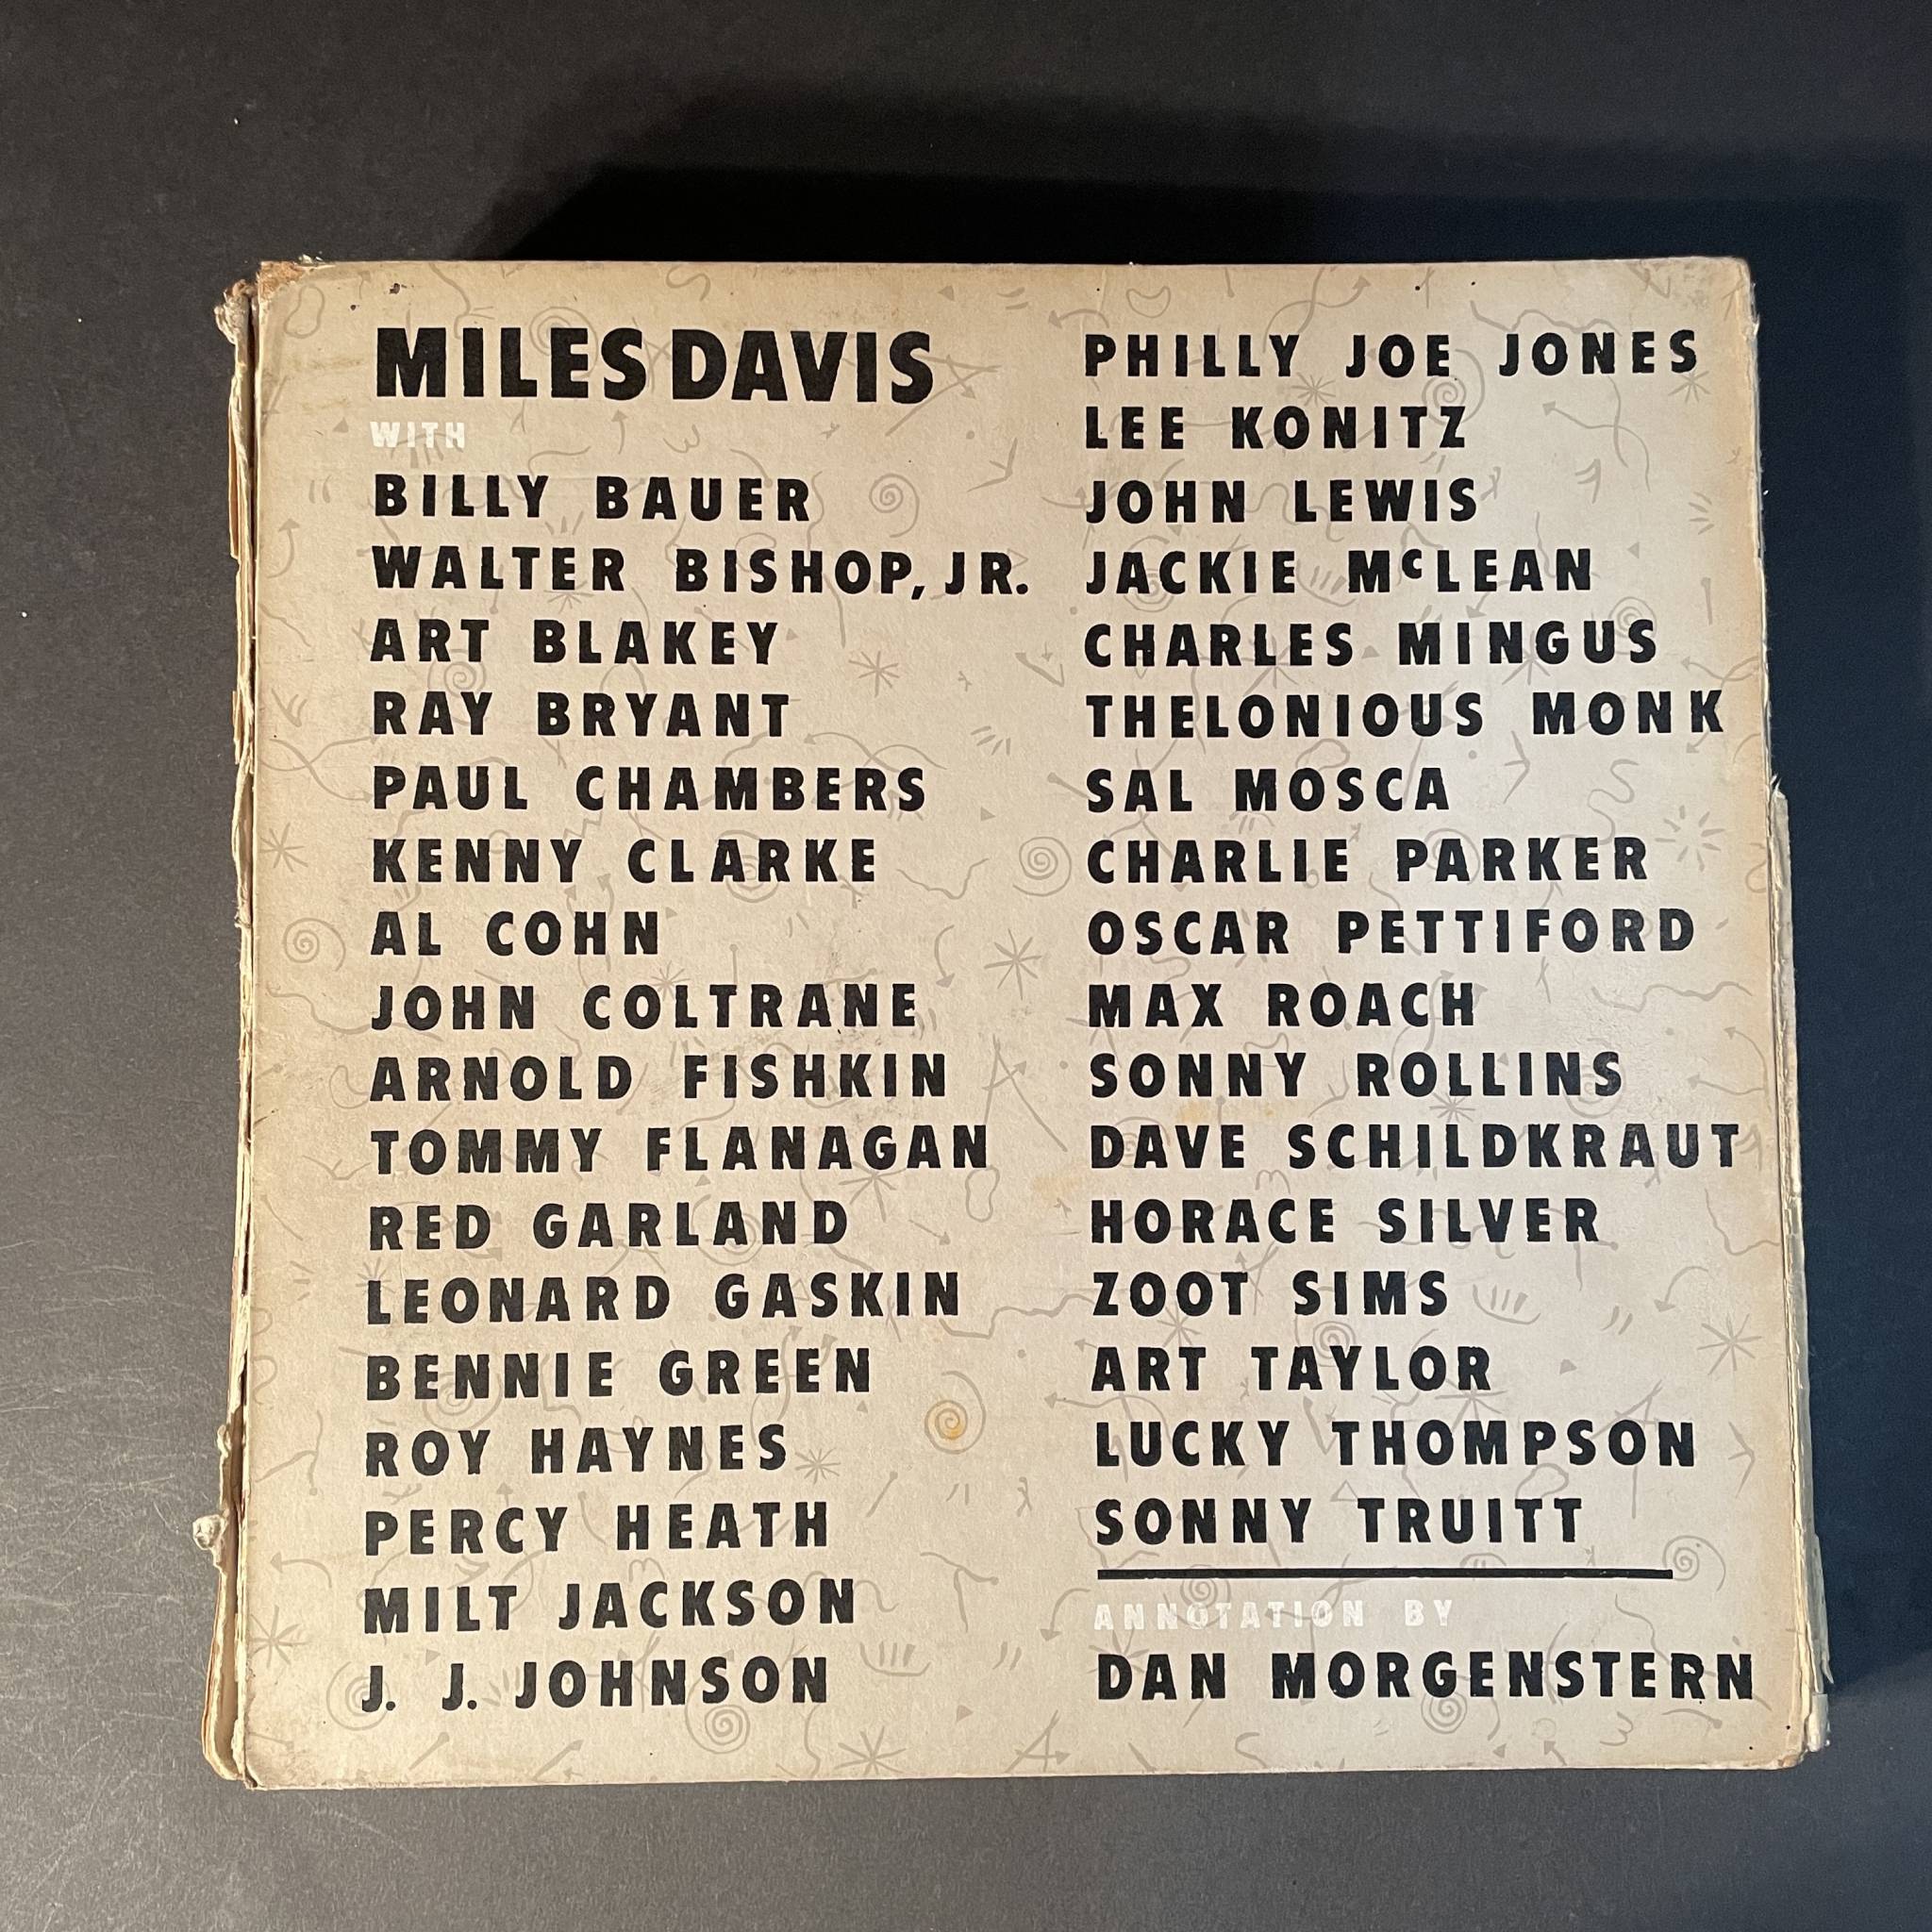 MILES DAVIS
WITH
BILLY BAUER
WALTER BISHOP, JR.
ART BLAKEY
RAY BRYANT
PAUL CHAMBERS
KENNY CLARKE
AL COHN
JOHN COLTRANE
ARNOLD FISHKIN
TOMMY FLANAGAN
RED GARLAND
LEONARD GASKIN
BENNIE GREEN
ROY HAYNES
PERCY HEATH
MILT JACKSON
J. J. JOHNSON
PHILLY JOE JONES
LEE KONITZ
JOHN LEWIS
JACKIE McLEAN
CHARLES MINGUS
THELONIOUS MONK
SAL MOSCA
CHARLIE PARKER
OSCAR PETTIFORD
MAX ROACH
SONNY ROLLINS
DAVE SCHILDKRAUT
HORACE SILVER
ZOOT SIMS
ART TAYLOR
LUCKY THOMPSON
SONNY TRUITT
ANNOTATION BY
DAN MORGENSTERN